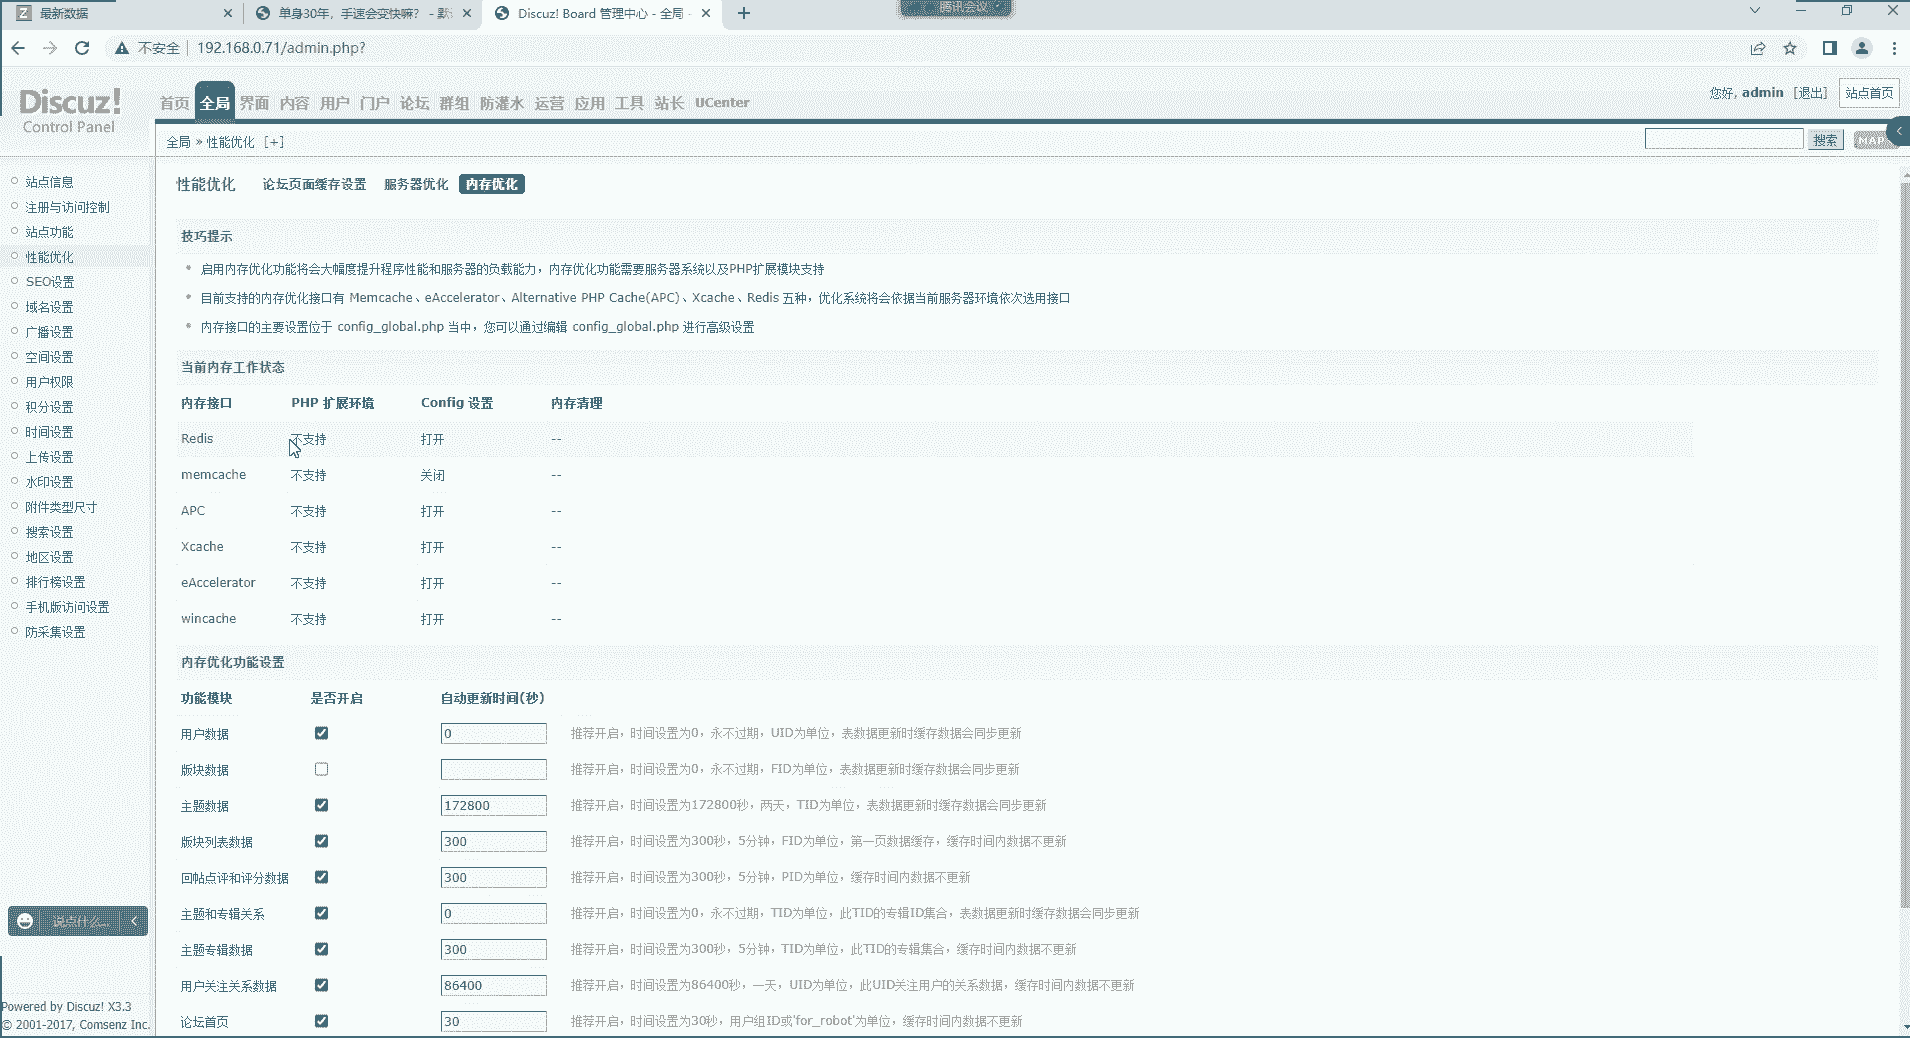 最新数据
单身30年，手速会变快嘛？ - 默
Discuz! Board 管理中心 - 全局 -
腾讯会议
不安全
192.168.0.71/admin.php?
Discuz!
Control Panel
首页 全局 界面 内容 用户 门户 论坛 群组 防灌水 运营 应用 工具 站长 UCenter
您好, admin [退出] 站点首页
全局 » 性能优化 [+]
搜索 MAP
站点信息
注册与访问控制
站点功能
性能优化
SEO设置
域名设置
广播设置
空间设置
用户权限
积分设置
时间设置
上传设置
水印设置
附件类型尺寸
搜索设置
地区设置
排行榜设置
手机版访问设置
防采集设置
说点什么...
Powered by Discuz! X3.3
© 2001-2017, Comsenz Inc.
性能优化 论坛页面缓存设置 服务器优化 内存优化
技巧提示
启用内存优化功能将会大幅度提升程序性能和服务器的负载能力，内存优化功能需要服务器系统以及PHP扩展模块支持
目前支持的内存优化接口有 Memcache、eAccelerator、Alternative PHP Cache(APC)、Xcache、Redis 五种，优化系统将会依据当前服务器环境依次选用接口
内存接口的主要设置位于 config_global.php 当中，您可以通过编辑 config_global.php 进行高级设置
当前内存工作状态
内存接口 PHP 扩展环境 Config 设置 内存清理
Redis 不支持 打开 --
memcache 不支持 关闭 --
APC 不支持 打开 --
Xcache 不支持 打开 --
eAccelerator 不支持 打开 --
wincache 不支持 打开 --
内存优化功能设置
功能模块 是否开启 自动更新时间(秒)
用户数据 0 推荐开启，时间设置为0，永不过期，UID为单位，表数据更新时缓存数据会同步更新
版块数据 推荐开启，时间设置为0，永不过期，FID为单位，表数据更新时缓存数据会同步更新
主题数据 172800 推荐开启，时间设置为172800秒，两天，TID为单位，表数据更新时缓存数据会同步更新
版块列表数据 300 推荐开启，时间设置为300秒，5分钟，FID为单位，第一页数据缓存，缓存时间内数据不更新
回帖点评和评分数据 300 推荐开启，时间设置为300秒，5分钟，PID为单位，缓存时间内数据不更新
主题和专辑关系 0 推荐开启，时间设置为0，永不过期，TID为单位，此TID的专辑ID集合，表数据更新时缓存数据会同步更新
主题专辑数据 300 推荐开启，时间设置为300秒，5分钟，TID为单位，此TID的专辑集合，缓存时间内数据不更新
用户关注关系数据 86400 推荐开启，时间设置为86400秒，一天，UID为单位，此UID关注用户的关系数据，缓存时间内数据不更新
论坛首页 30 推荐开启，时间设置为30秒，用户组ID或'for_robot'为单位，缓存时间内数据不更新